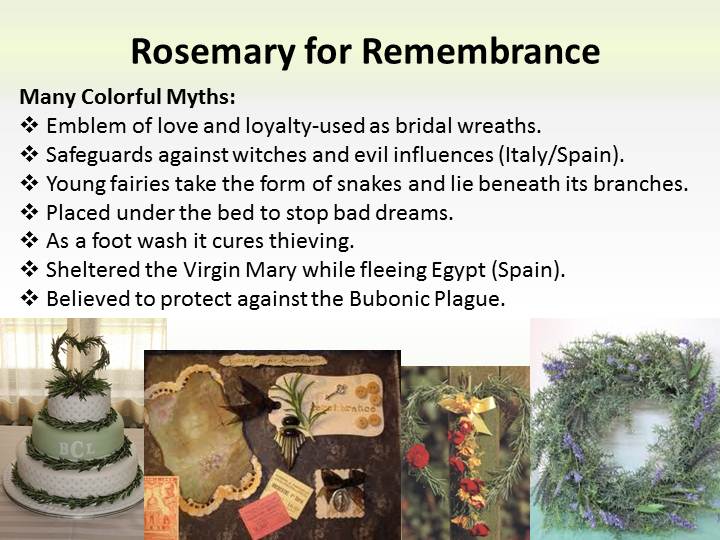 Rosemary for Remembrance
Many Colorful Myths:
❖ Emblem of love and loyalty-used as bridal wreaths.
❖ Safeguards against witches and evil influences (Italy/Spain).
❖ Young fairies take the form of snakes and lie beneath its branches.
❖ Placed under the bed to stop bad dreams.
❖ As a foot wash it cures thieving.
❖ Sheltered the Virgin Mary while fleeing Egypt (Spain).
❖ Believed to protect against the Bubonic Plague.
BCL
remembrance